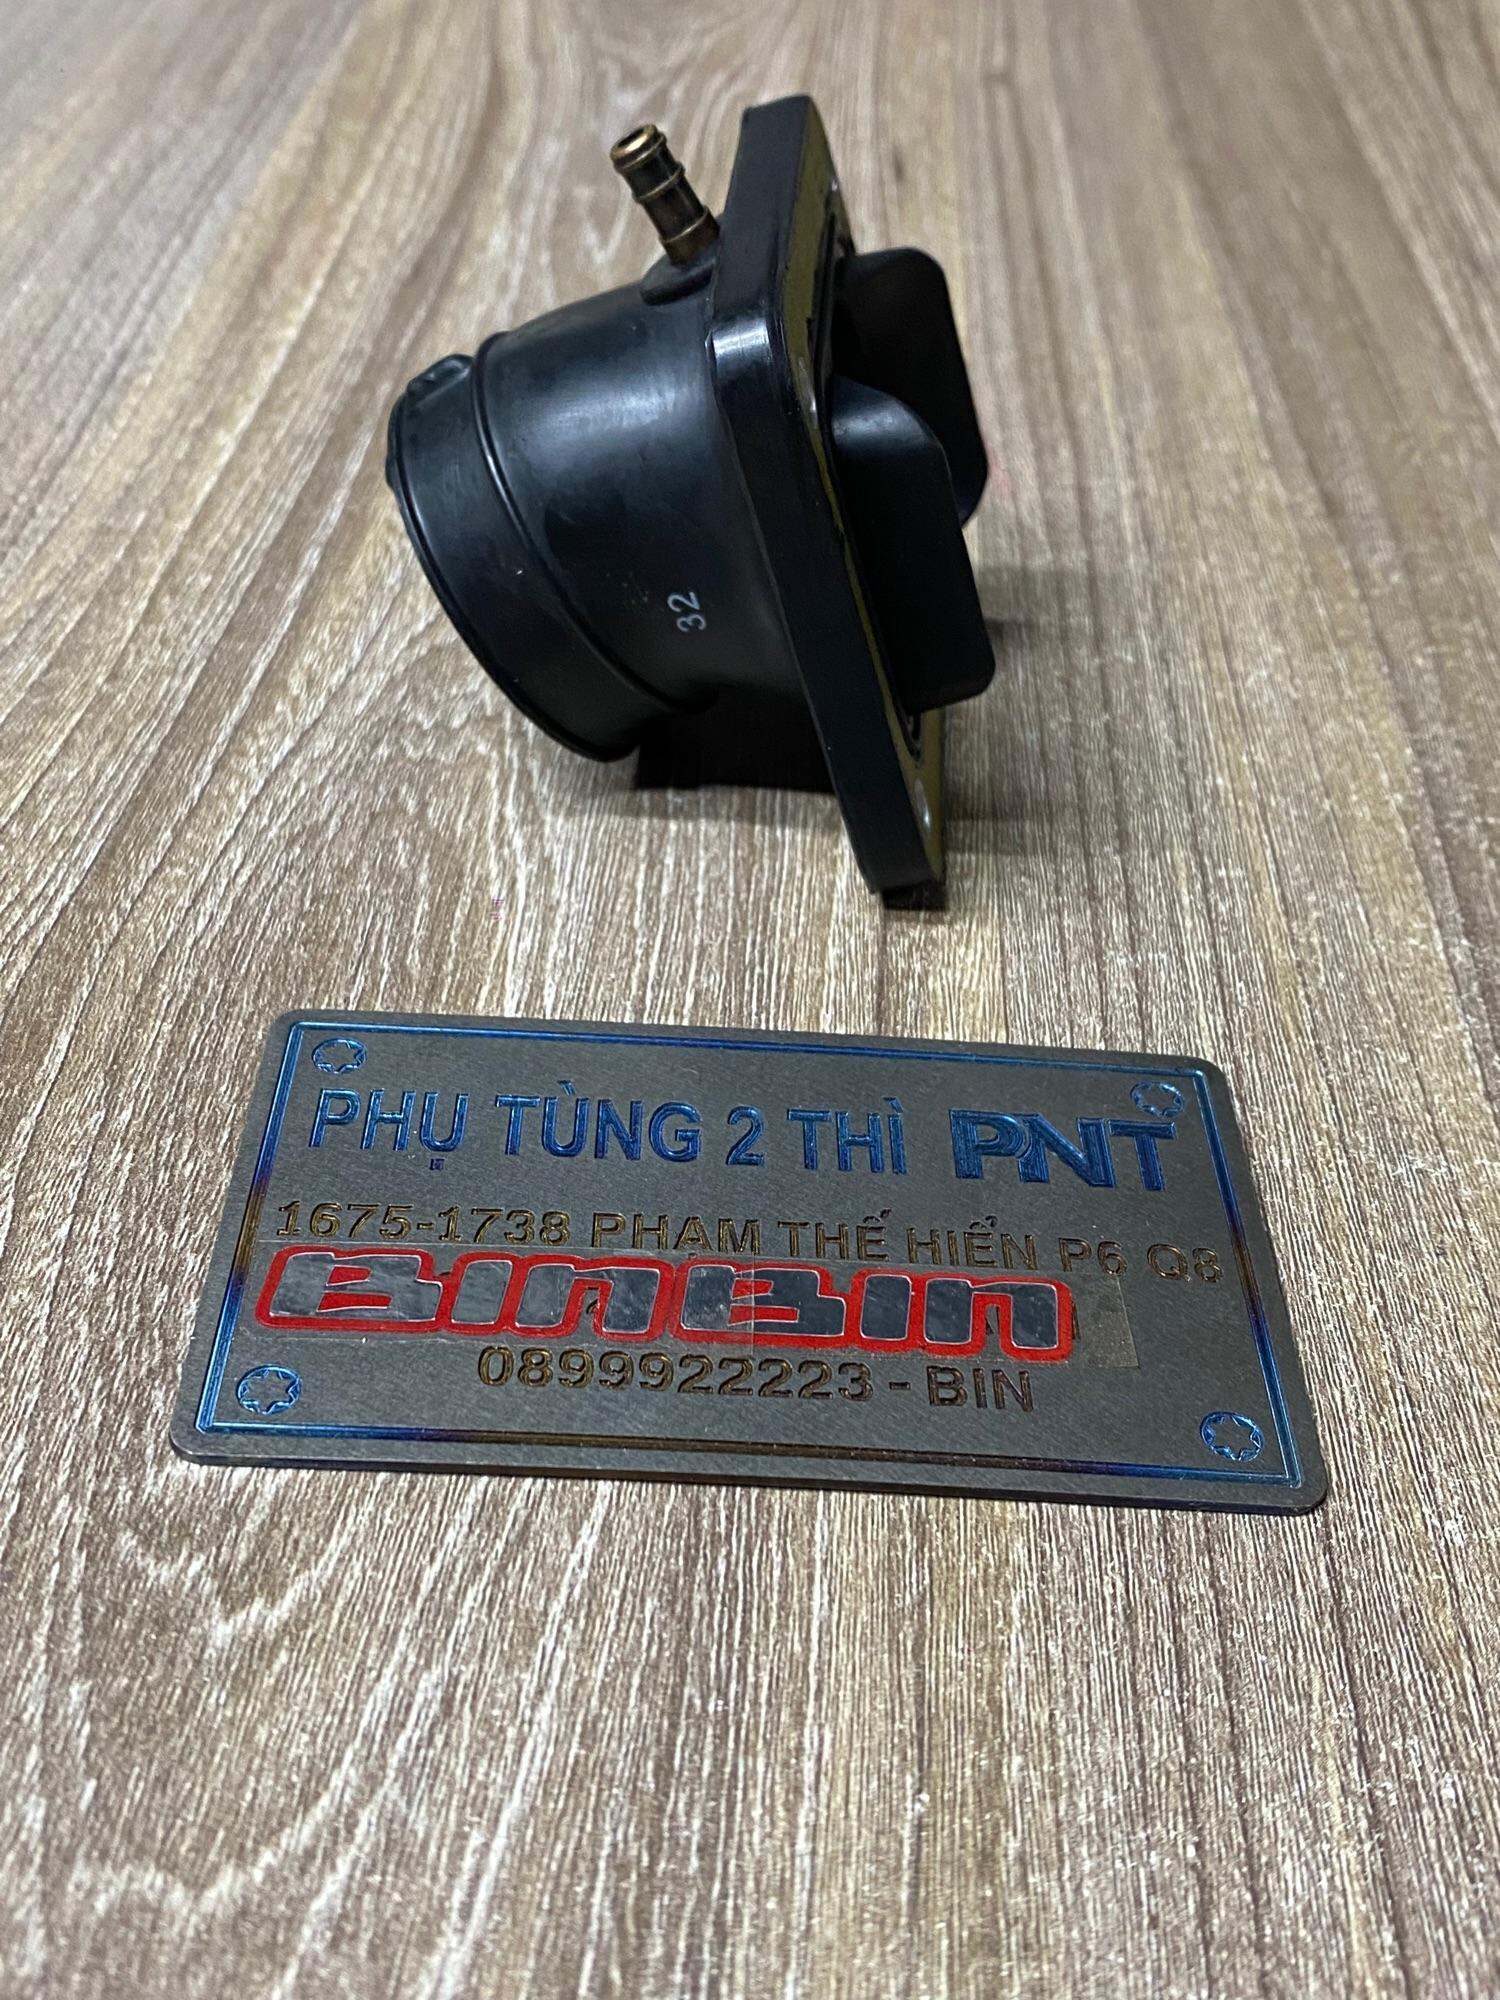 32
PHỤ TÙNG 2 THÌ PNT
1675-1738 PHẠM THẾ HIỂN P6 Q8
BINBIN
0899922223 - BIN